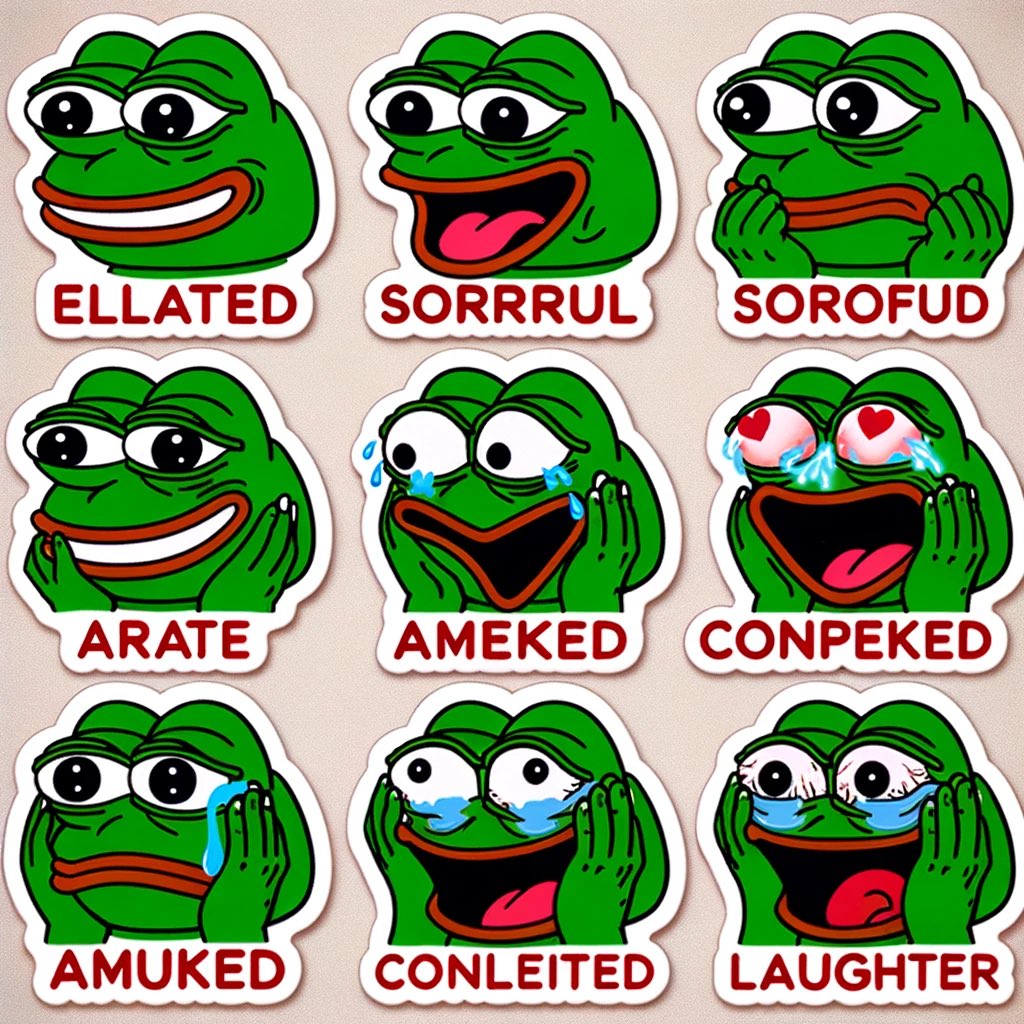 ELLATED
SORRRUL
SOROFUD
ARATE
AMEKED
CONPEKED
AMUKED
CONLEITED
LAUGHTER